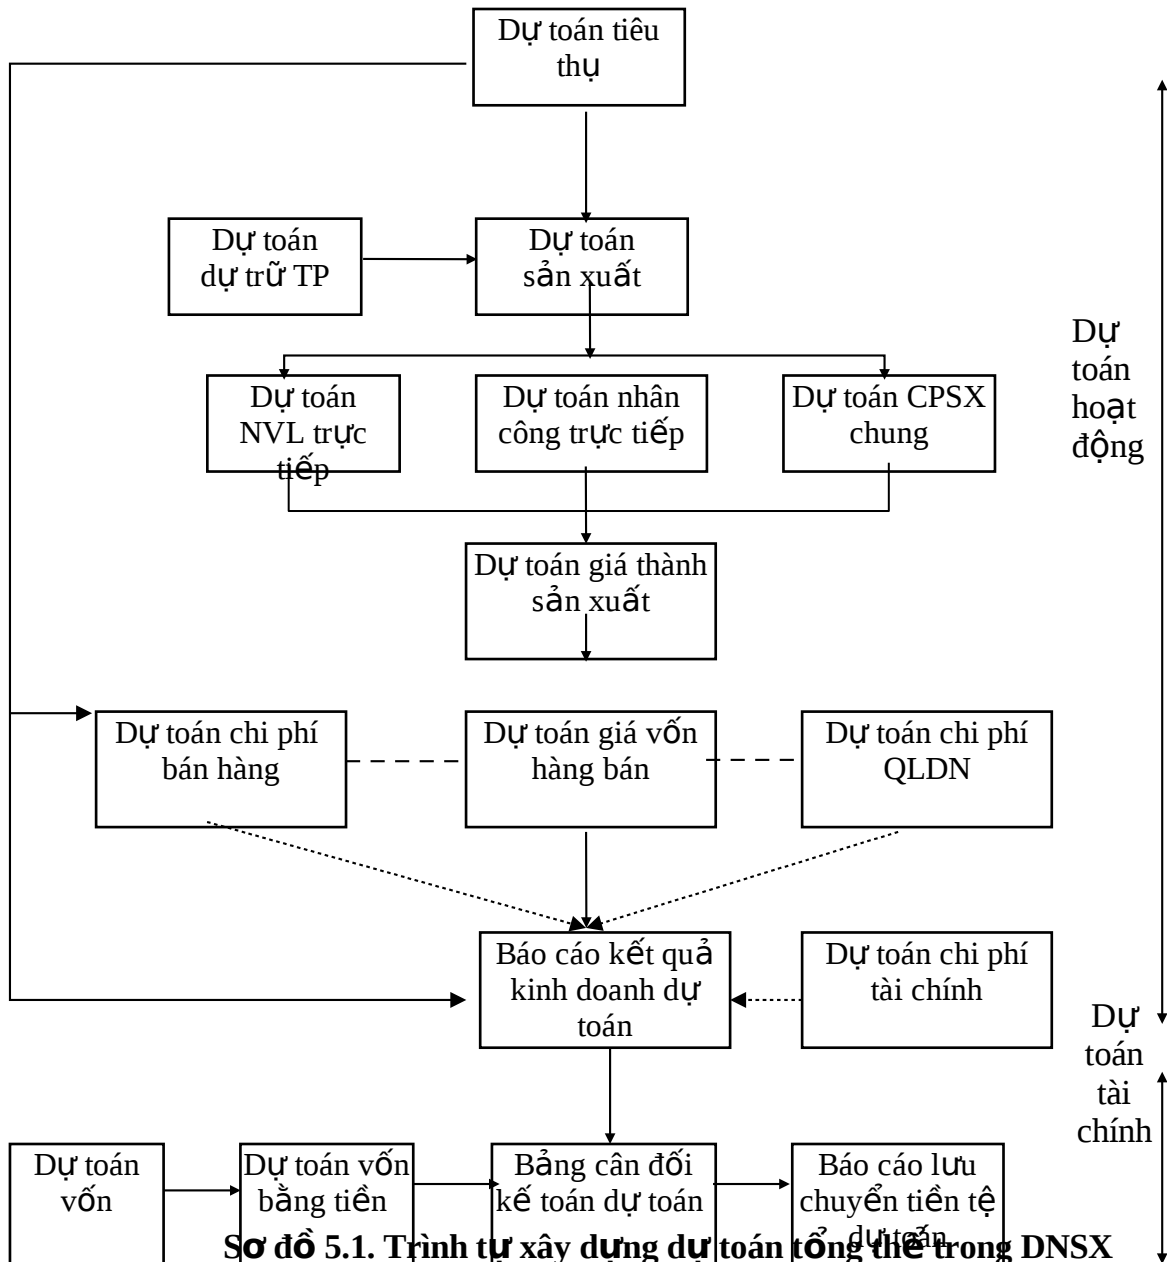 Dự toán tiêu
thụ
Dự toán
dự trữ TP
Dự toán
sản xuất
Dự
toán
hoạt
động
Dự toán
NVL trực
tiếp
Dự toán nhân
công trực tiếp
Dự toán CPSX
chung
Dự toán giá thành
sản xuất
Dự toán chi phí
bán hàng
Dự toán giá vốn
hàng bán
Dự toán chi phí
QLDN
Báo cáo kết quả
kinh doanh dự
toán
Dự toán chi phí
tài chính
Dự
toán
tài
chính
Dự toán
vốn
Dự toán vốn
bằng tiền
Bảng cân đối
kế toán dự toán
Báo cáo lưu
chuyển tiền tệ
dự toán
Sơ đồ 5.1. Trình tự xây dựng dự toán tổng thể trong DNSX